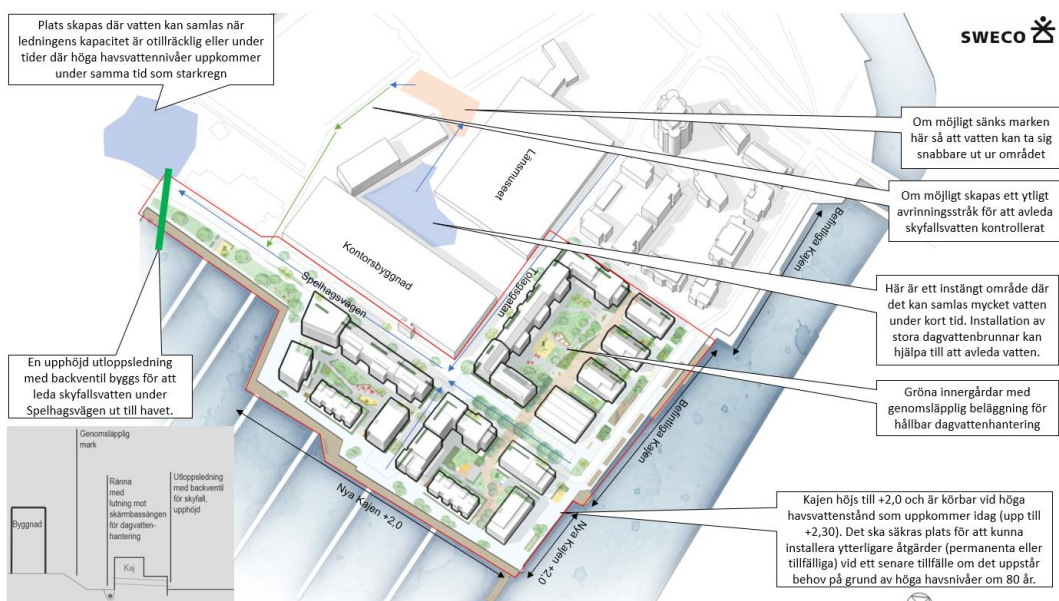 Plats skapas där vatten kan samlas när
ledningens kapacitet är otillräcklig eller under
tider där höga havsvattennivåer uppkommer
under samma tid som starkregn
SWECO
Om möjligt sänks marken
här så att vatten kan ta sig
snabbare ut ur området
Om möjligt skapas ett ytligt
avrinningsstråk för att avleda
skyfallsvatten kontrollerat
Länsmuseet
Kontorsbyggnad
Spelhagsvägen
Tolagsgatan
Befintliga Kajen
Här är ett instängt område där
det kan samlas mycket vatten
under kort tid. Installation av
stora dagvattenbrunnar kan
hjälpa till att avleda vatten.
En upphöjd utloppsledning
med backventil byggs för att
leda skyfallsvatten under
Spelhagsvägen ut till havet.
Gröna innergårdar med
genomsläpplig beläggning för
hållbar dagvattenhantering
Befintliga Kajen
Nya Kajen +2,0
Nya Kajen +2,0
Kajen höjs till +2,0 och är körbar vid höga
havsvattenstånd som uppkommer idag (upp till
+2,30). Det ska säkras plats för att kunna
installera ytterligare åtgärder (permanenta eller
tillfälliga) vid ett senare tillfälle om det uppstår
behov på grund av höga havsnivåer om 80 år.
Genomsläpplig
mark
Ränna
med
lutning mot
skärmbassängen
för dagvatten-
hantering
Utloppsledning
med backventil
för skyfall,
upphöjd
Byggnad
Kaj